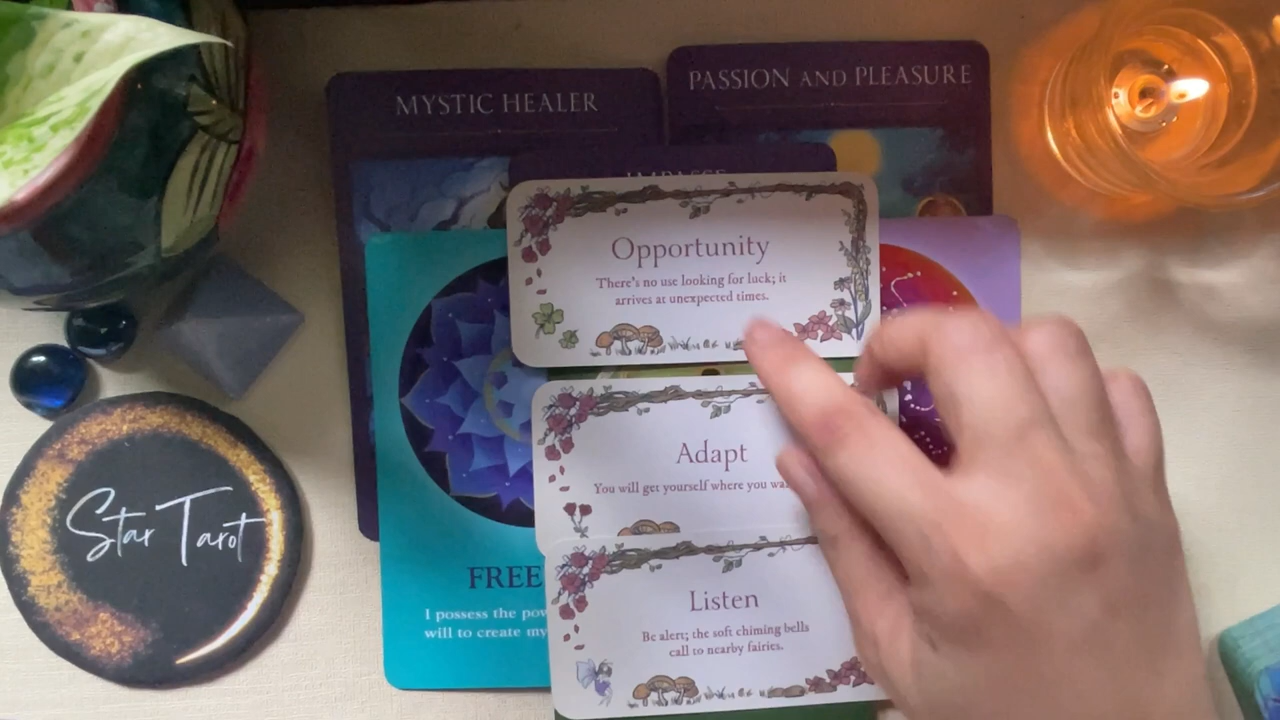 MYSTIC HEALER
PASSION AND PLEASURE
IMPASSE
Opportunity
There's no use looking for luck; it
arrives at unexpected times.
Adapt
You will get yourself where you
Listen
Be alert; the soft chiming bells
call to nearby fairies.
FREE
I possess the
will to create my
Star Tarot